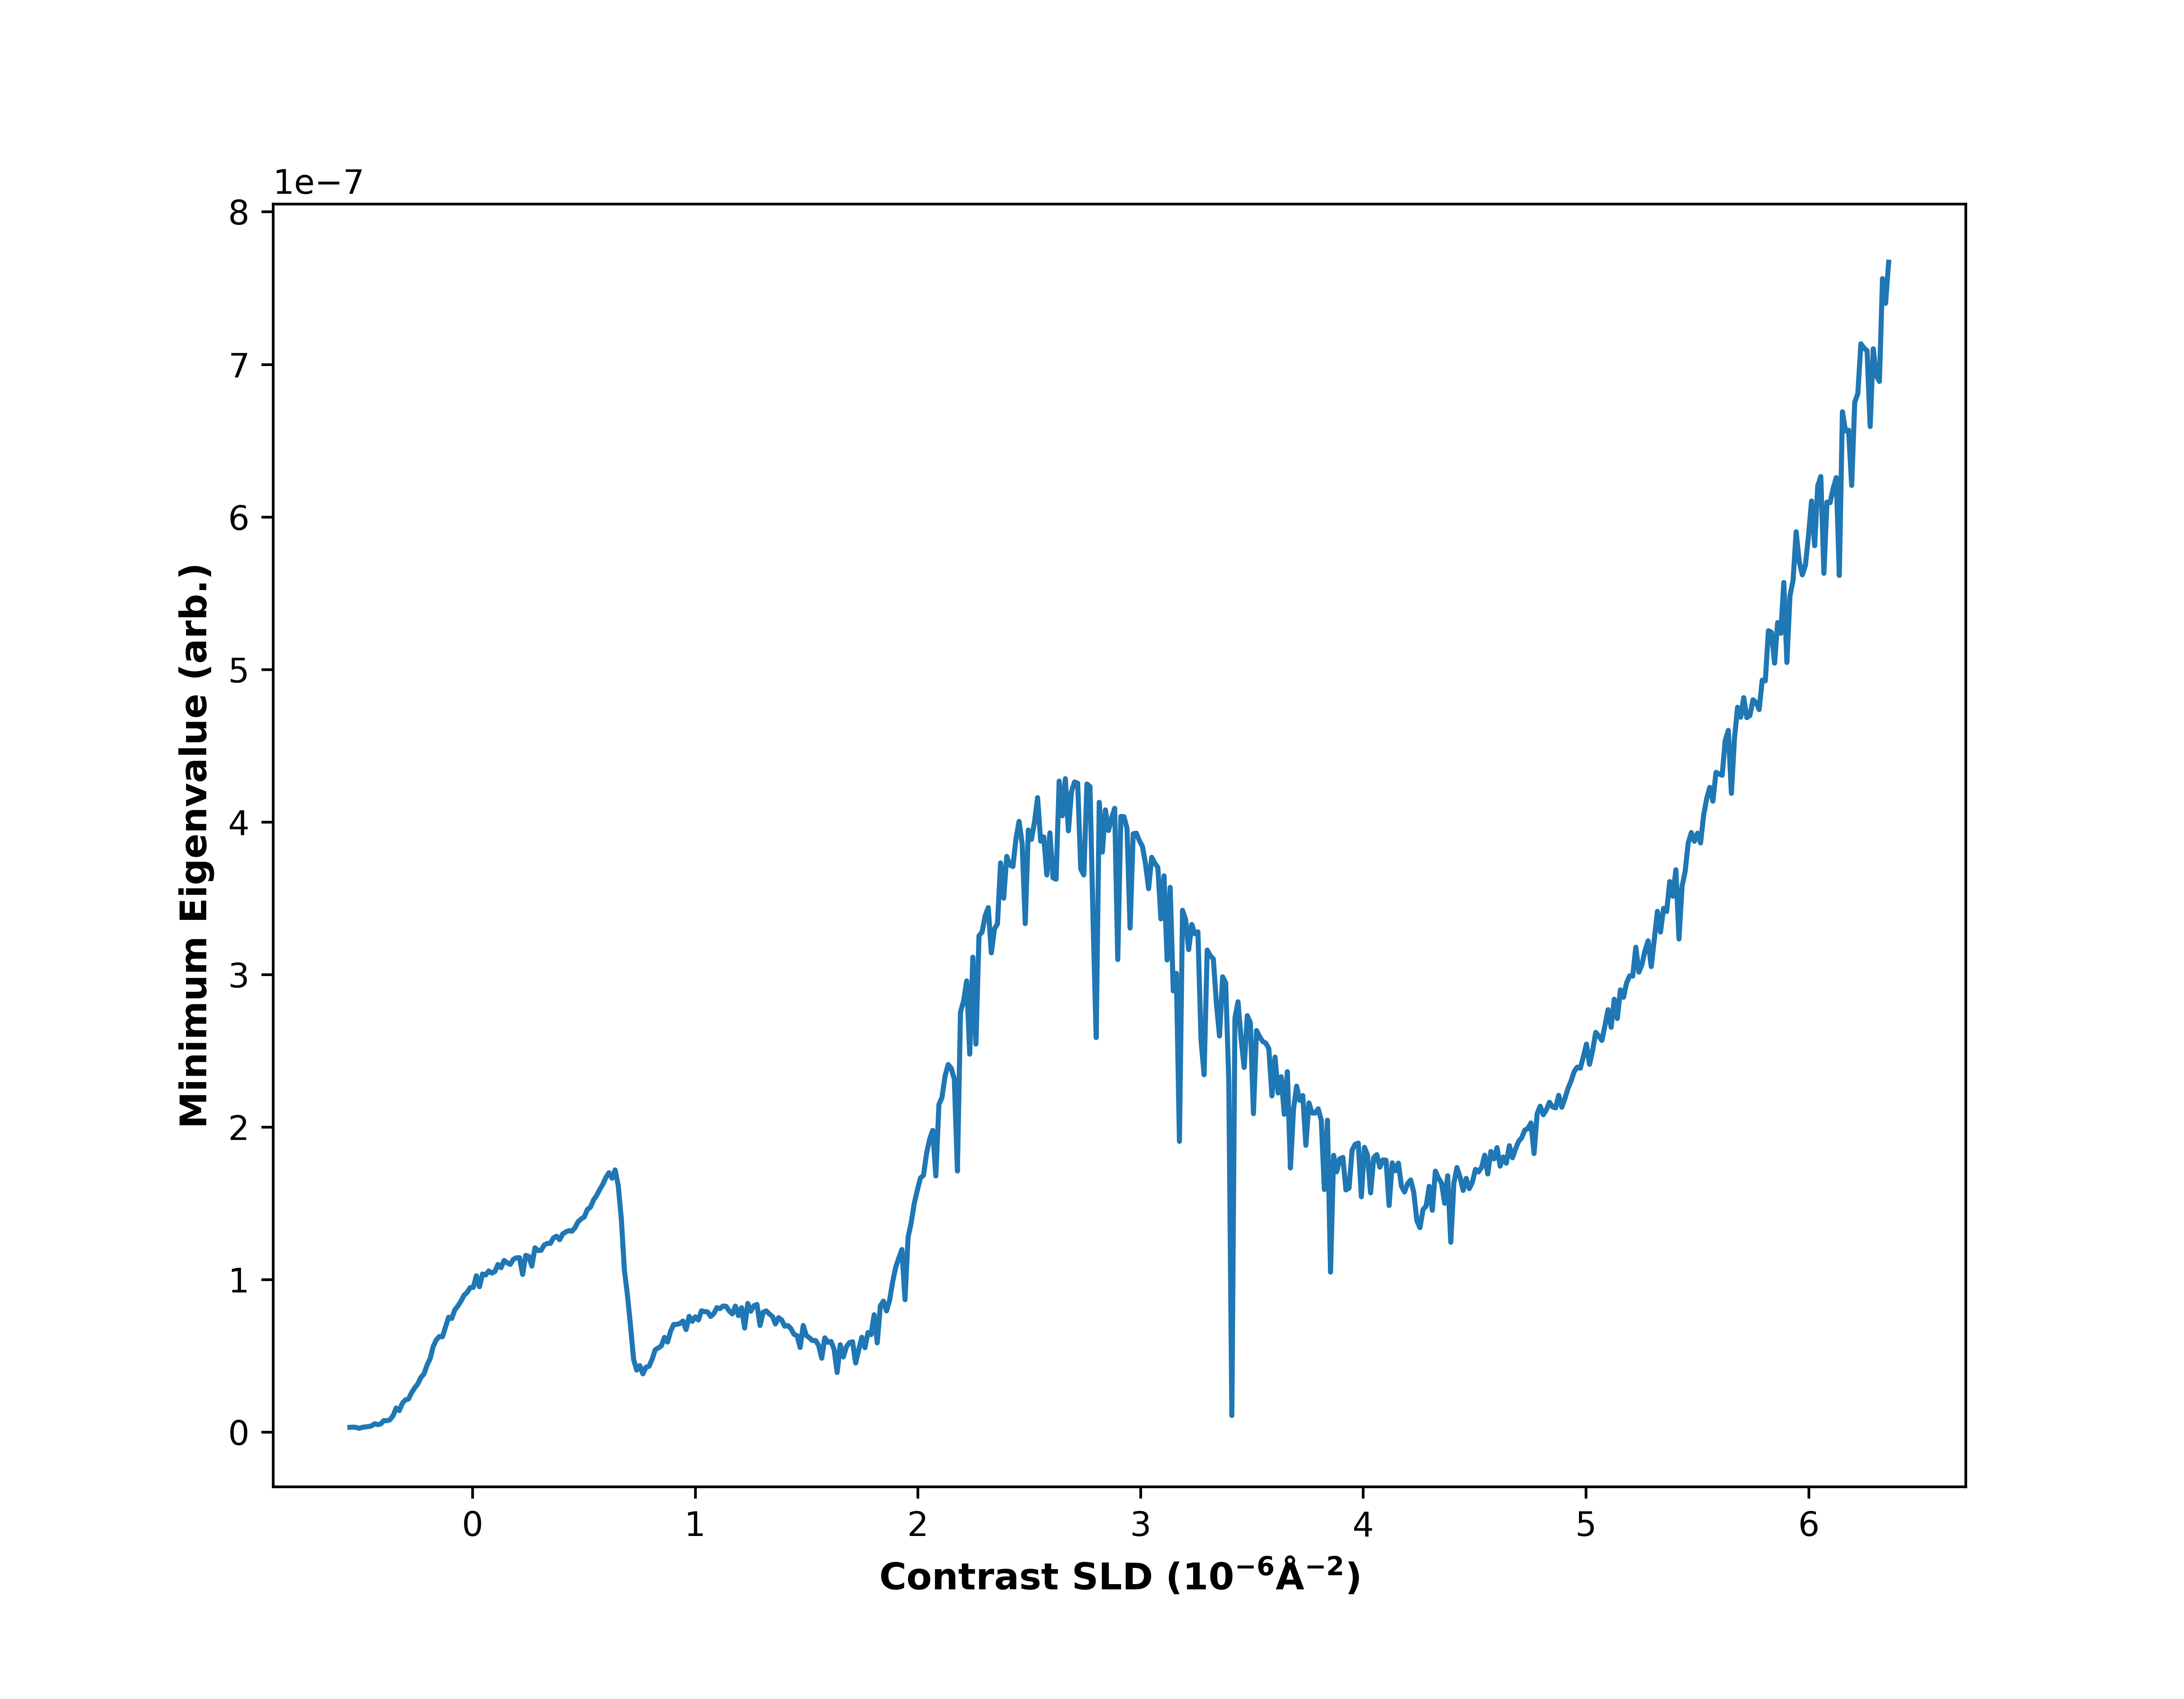 1e−7
8
7
6
5
4
3
2
1
0
Minimum Eigenvalue (arb.)
0 1 2 3 4 5 6
Contrast SLD (10⁻⁶Å⁻²)